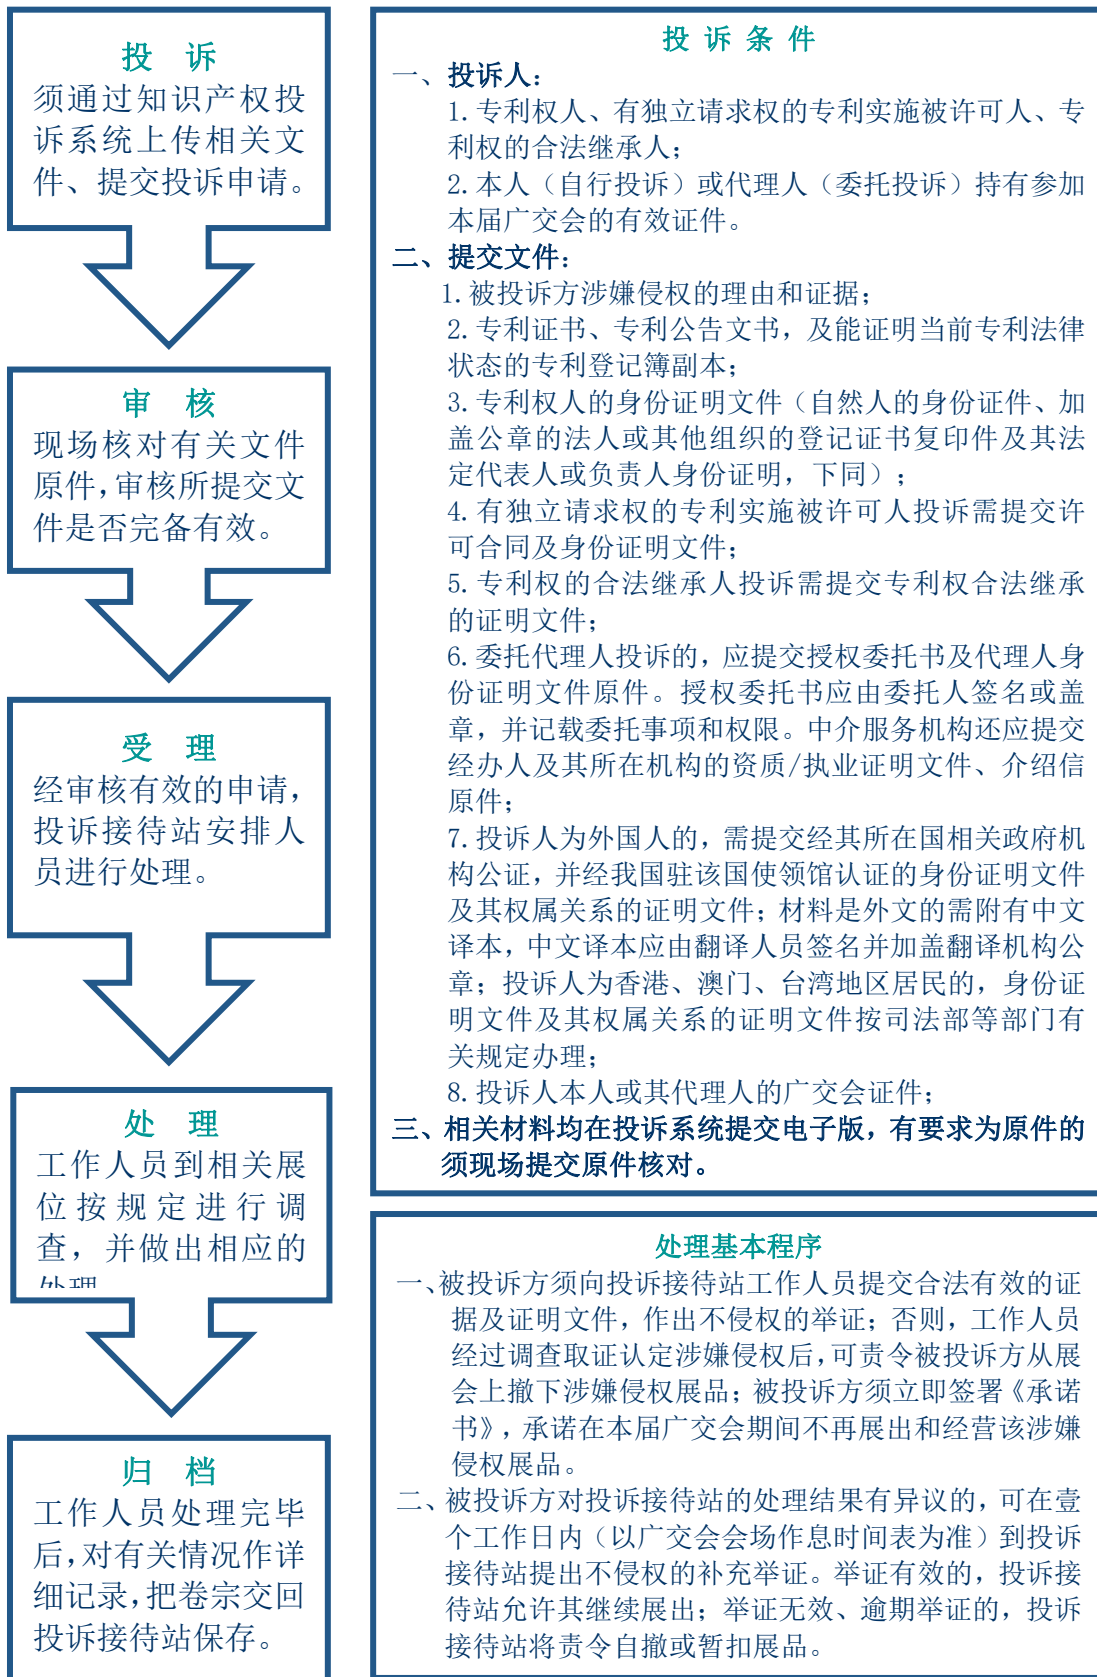 投 诉
须通过知识产权投
诉系统上传相关文
件、提交投诉申请。
审 核
现场核对有关文件
原件,审核所提交文
件是否完备有效。
受 理
经审核有效的申请，
投诉接待站安排人
员进行处理。
处 理
工作人员到相关展
位按规定进行调
查，并做出相应的
归 档
工作人员处理完毕
后,对有关情况作详
细记录,把卷宗交回
投诉接待站保存。
投 诉 条 件
一、投诉人：
1.专利权人、有独立请求权的专利实施被许可人、专
利权的合法继承人；
2.本人（自行投诉）或代理人（委托投诉）持有参加
本届广交会的有效证件。
二、提交文件：
1.被投诉方涉嫌侵权的理由和证据；
2.专利证书、专利公告文书，及能证明当前专利法律
状态的专利登记簿副本；
3.专利权人的身份证明文件（自然人的身份证件、加
盖公章的法人或其他组织的登记证书复印件及其法
定代表人或负责人身份证明，下同）；
4.有独立请求权的专利实施被许可人投诉需提交许
可合同及身份证明文件；
5.专利权的合法继承人投诉需提交专利权合法继承
的证明文件；
6.委托代理人投诉的，应提交授权委托书及代理人身
份证明文件原件。授权委托书应由委托人签名或盖
章，并记载委托事项和权限。中介服务机构还应提交
经办人及其所在机构的资质/执业证明文件、介绍信
原件；
7.投诉人为外国人的，需提交经其所在国相关政府机
构公证，并经我国驻该国使领馆认证的身份证明文件
及其权属关系的证明文件；材料是外文的需附有中文
译本，中文译本应由翻译人员签名并加盖翻译机构公
章；投诉人为香港、澳门、台湾地区居民的，身份证
明文件及其权属关系的证明文件按司法部等部门有
关规定办理；
8.投诉人本人或其代理人的广交会证件；
三、相关材料均在投诉系统提交电子版，有要求为原件的
须现场提交原件核对。
处理基本程序
一、被投诉方须向投诉接待站工作人员提交合法有效的证
据及证明文件，作出不侵权的举证；否则，工作人员
经过调查取证认定涉嫌侵权后，可责令被投诉方从展
会上撤下涉嫌侵权展品；被投诉方须立即签署《承诺
书》，承诺在本届广交会期间不再展出和经营该涉嫌
侵权展品。
二、被投诉方对投诉接待站的处理结果有异议的，可在壹
个工作日内（以广交会会场作息时间表为准）到投诉
接待站提出不侵权的补充举证。举证有效的，投诉接
待站允许其继续展出；举证无效、逾期举证的，投诉
接待站将责令自撤或暂扣展品。